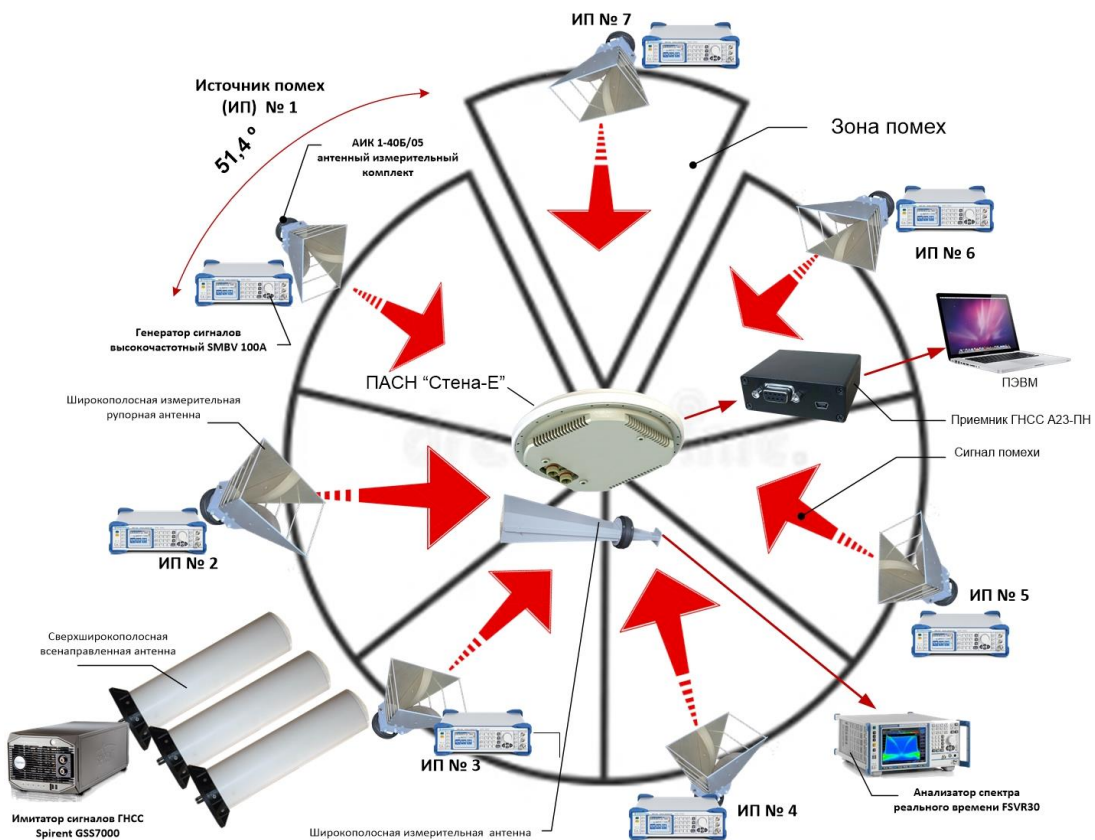 ИП № 7
Источник помех
(ИП) № 1
51,4 º
АИК 1-40Б/05
антенный измерительный
комплект
Зона помех
ИП № 6
Генератор сигналов
высокочастотный SMBV 100A
ПАСН “Стена-Е”
ПЭВМ
Широкополосная измерительная
рупорная антенна
Приемник ГНСС А23-ПН
Сигнал помехи
ИП № 2
ИП № 5
Сверхширокополосная
всенаправленная антенна
ИП № 3
ИП № 4
Анализатор спектра
реального времени FSVR30
Имитатор сигналов ГНСС
Spirent GSS7000
Широкополосная измерительная антенна